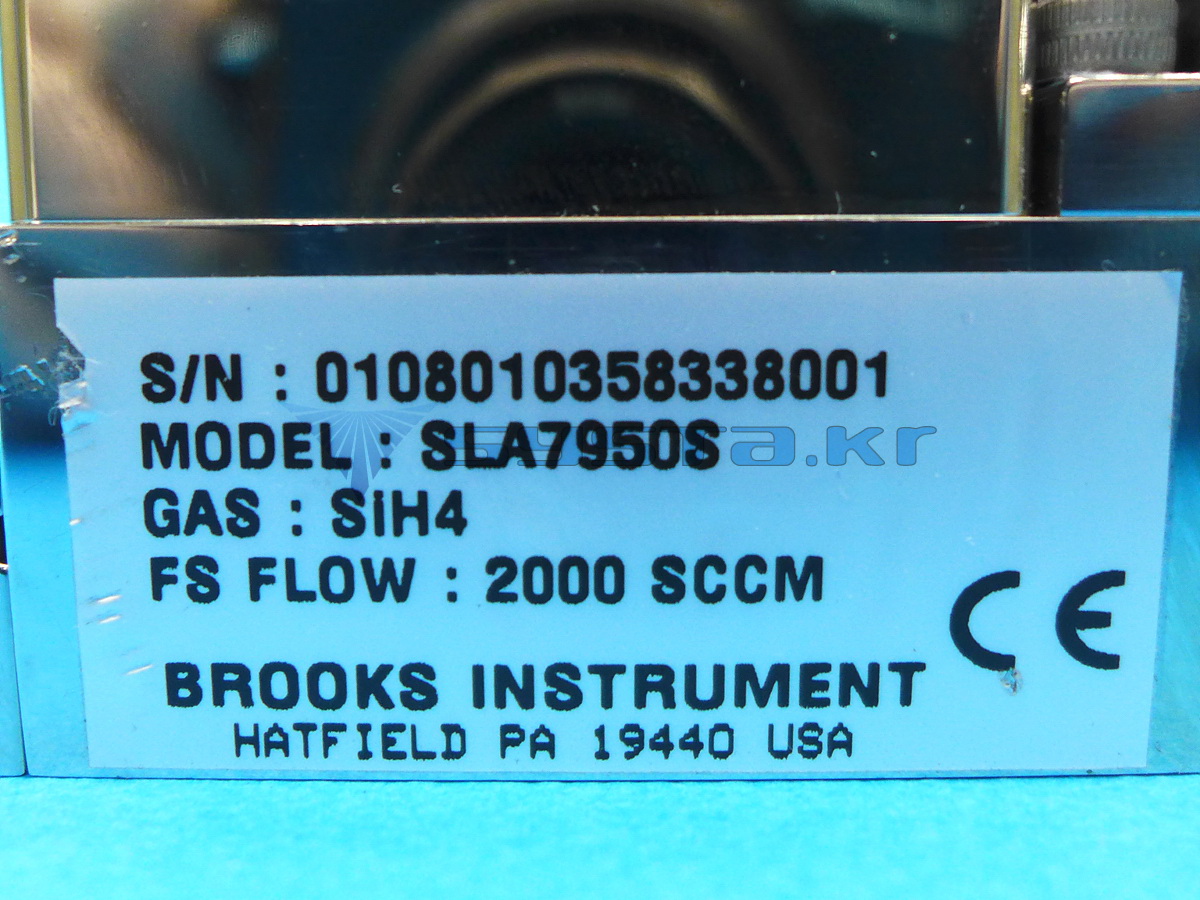 S/N : 0108010358338001
MODEL : SLA7950S
GAS : SiH4
FS FLOW : 2000 SCCM
CE
BROOKS INSTRUMENT
HATFIELD PA 19440 USA